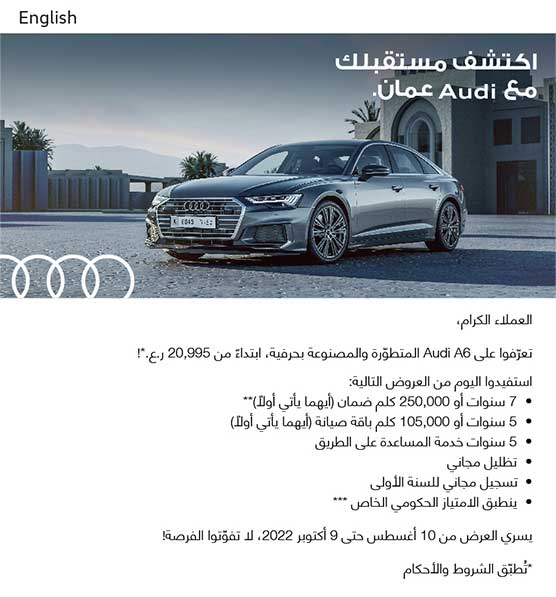 English
اكتشف مستقبلك
مع Audi عمان.
العملاء الكرام،
تعرّفوا على Audi A6 المتطوّرة والمصنوعة بحرفية، ابتداءً من 20,995 ر.ع.*!
استفيدوا اليوم من العروض التالية:
• 7 سنوات أو 250,000 كلم ضمان (أيهما يأتي أولاً)**
• 5 سنوات أو 105,000 كلم باقة صيانة (أيهما يأتي أولاً)
• 5 سنوات خدمة المساعدة على الطريق
• تظليل مجاني
• تسجيل مجاني للسنة الأولى
• ينطبق الامتياز الحكومي الخاص ***
يسري العرض من 10 أغسطس حتى 9 أكتوبر 2022، لا تفوّتوا الفرصة!
*تُطبّق الشروط والأحكام